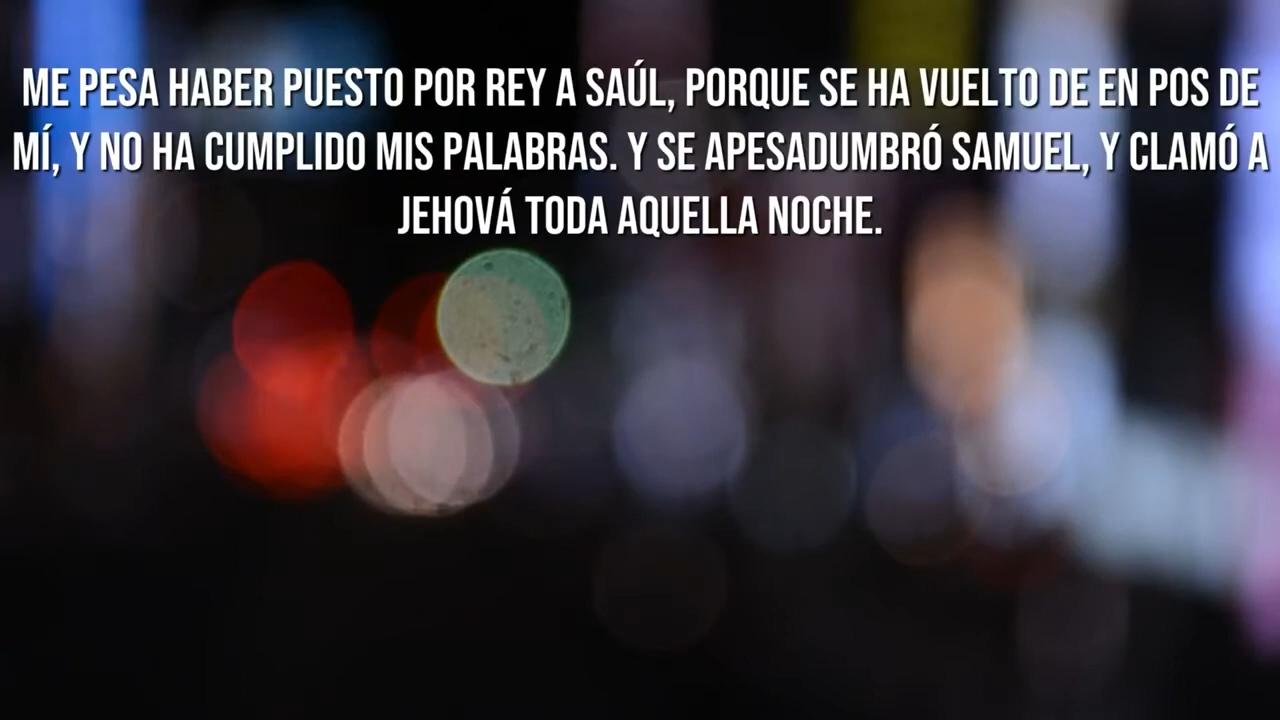 ME PESA HABER PUESTO POR REY A SAÚL, PORQUE SE HA VUELTO DE EN POS DE
MÍ, Y NO HA CUMPLIDO MIS PALABRAS. Y SE APESADUMBRÓ SAMUEL, Y CLAMÓ A
JEHOVÁ TODA AQUELLA NOCHE.